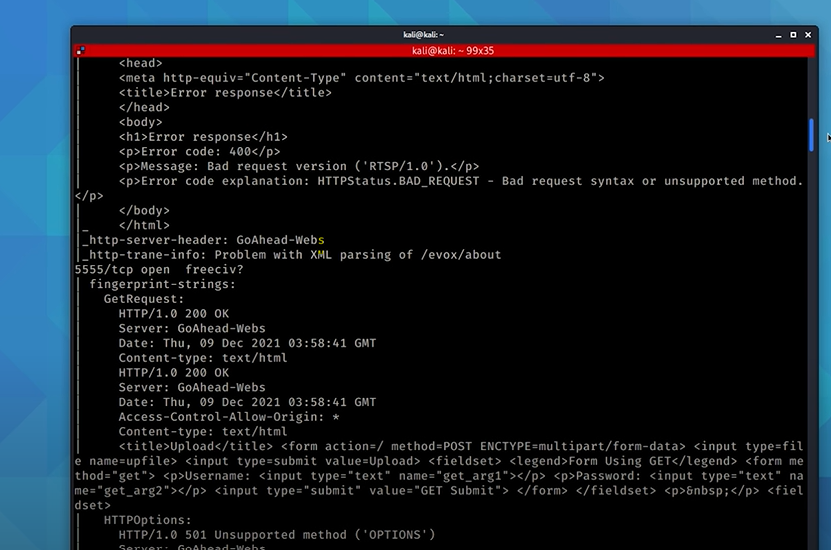 kali@kali: ~
kali@kali: ~ 99x35
| <head>
| <meta http-equiv="Content-Type" content="text/html;charset=utf-8">
| <title>Error response</title>
| </head>
| <body>
| <h1>Error response</h1>
| <p>Error code: 400</p>
| <p>Message: Bad request version ('RTSP/1.0').</p>
| <p>Error code explanation: HTTPStatus.BAD_REQUEST - Bad request syntax or unsupported method.
</p>
| </body>
|_ </html>
|_http-server-header: GoAhead-Webs
|_http-trane-info: Problem with XML parsing of /evox/about
5555/tcp open  freeciv?
| fingerprint-strings:
| GetRequest:
| HTTP/1.0 200 OK
| Server: GoAhead-Webs
| Date: Thu, 09 Dec 2021 03:58:41 GMT
| Content-type: text/html
| HTTP/1.0 200 OK
| Server: GoAhead-Webs
| Date: Thu, 09 Dec 2021 03:58:41 GMT
| Access-Control-Allow-Origin: *
| Content-type: text/html
| <title>Upload</title> <form action=/ method=POST ENCTYPE=multipart/form-data> <input type=fil
e name=upfile> <input type=submit value=Upload> <fieldset> <legend>Form Using GET</legend> <form me
thod="get"> <p>Username: <input type="text" name="get_arg1"></p> <p>Password: <input type="text" na
me="get_arg2"></p> <input type="submit" value="GET Submit"> </form> </fieldset> <p>&nbsp;</p> <fiel
dset>
| HTTPOptions:
| HTTP/1.0 501 Unsupported method ('OPTIONS')
| Server: GoAhead-Webs